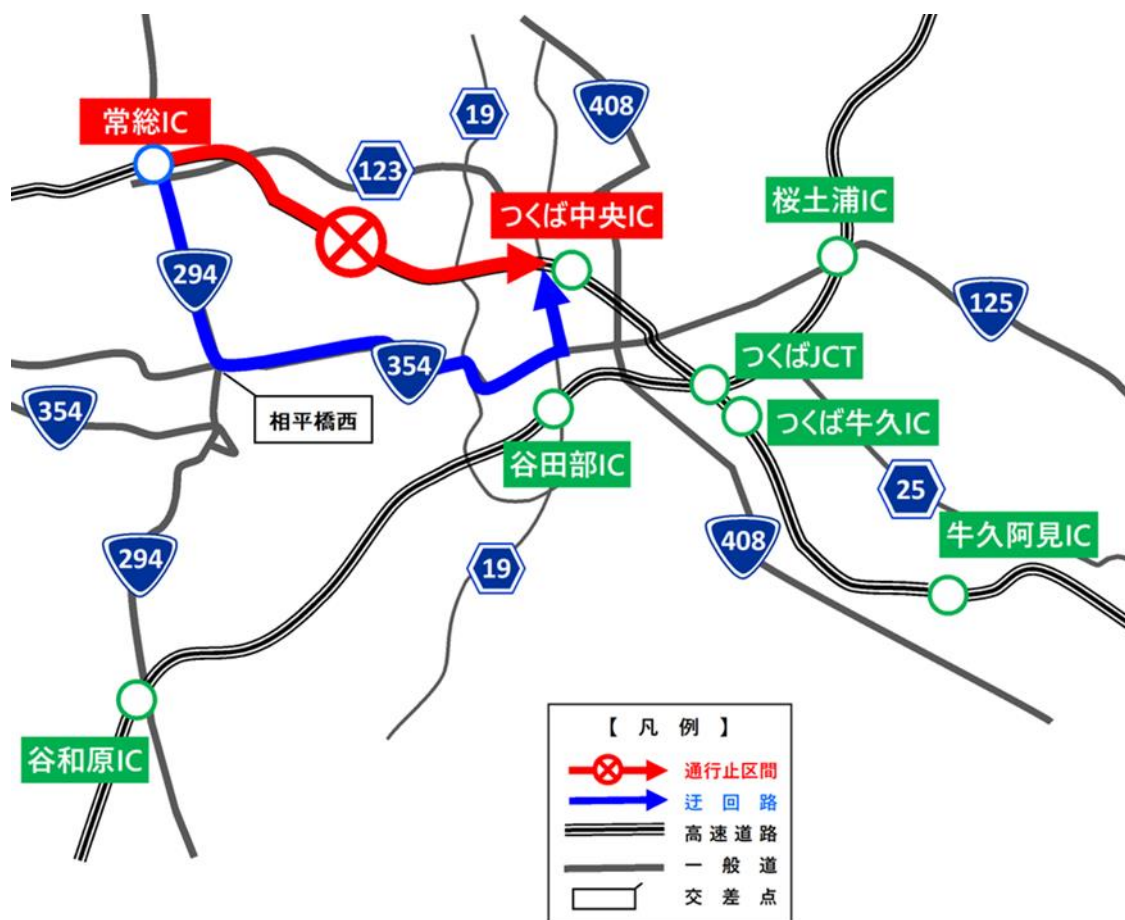 19
408
常総IC
123
つくば中央IC
桜土浦IC
294
125
354
つくばJCT
354
相平橋西
つくば牛久IC
谷田部IC
25
牛久阿見IC
408
294
19
谷和原IC
【 凡 例 】
通行止区間
迂 回 路
高速道路
一 般 道
交 差 点